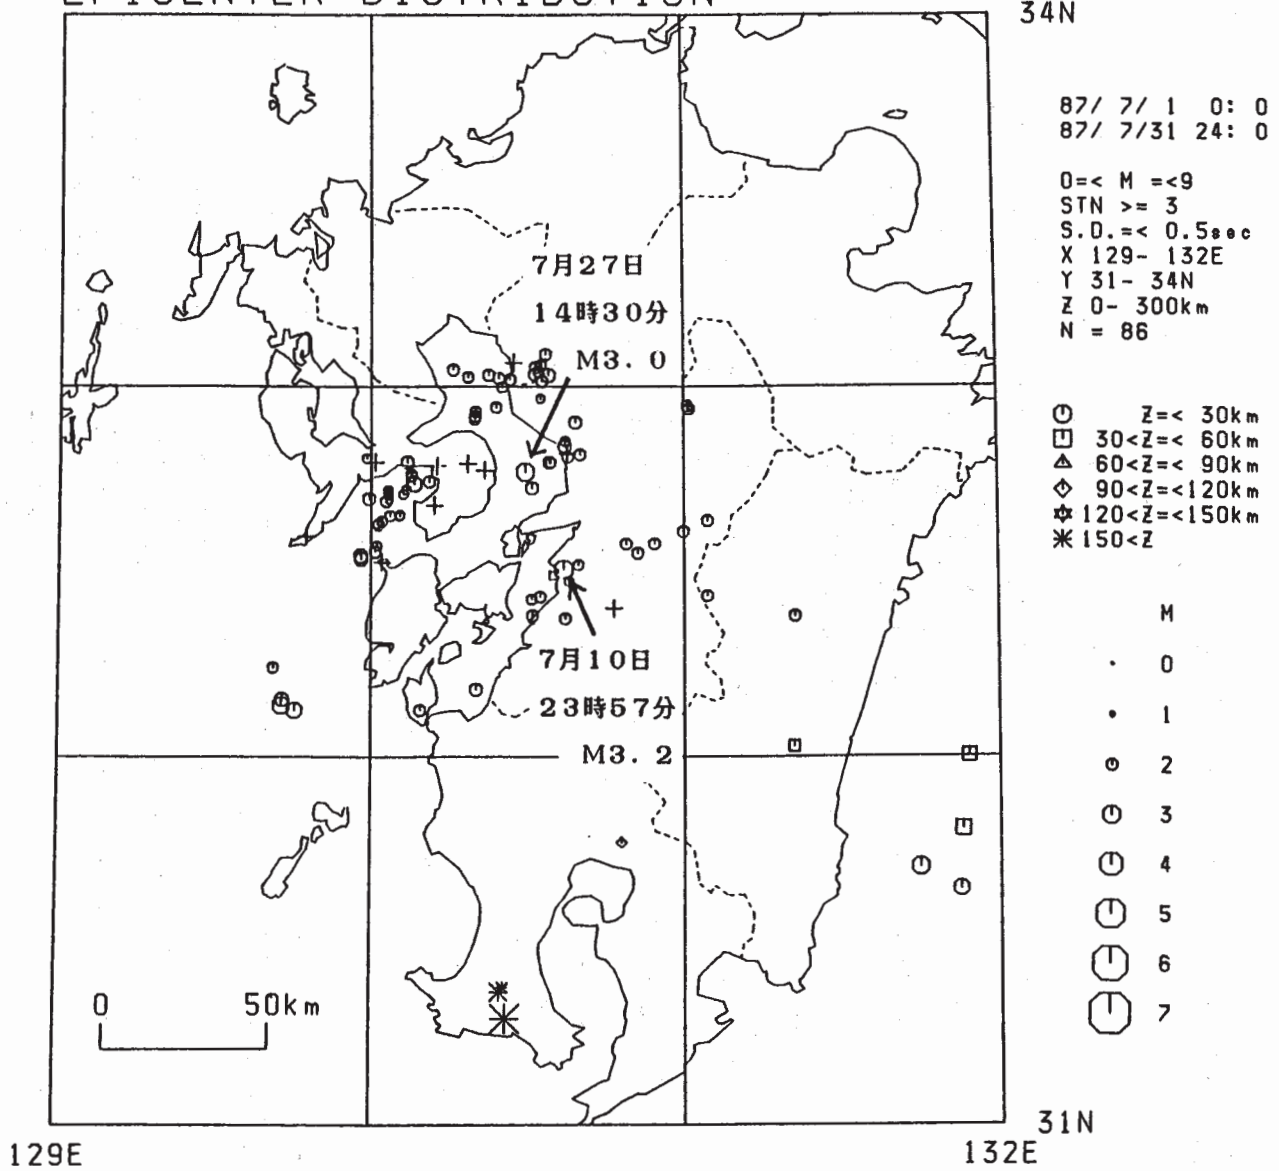 EPICENTER DISTRIBUTION
34N
87/ 7/ 1 0: 0
87/ 7/31 24: 0
0=< M =<9
STN >= 3
S.D.=< 0.5sec
X 129- 132E
Y 31- 34N
Z 0- 300km
N = 86
7月27日
14時30分
M3.0
Z=< 30km
30<Z=< 60km
60<Z=< 90km
90<Z=<120km
120<Z=<150km
150<Z
M
0
1
2
3
4
5
6
7
7月10日
23時57分
M3.2
0 50km
31N
129E
132E